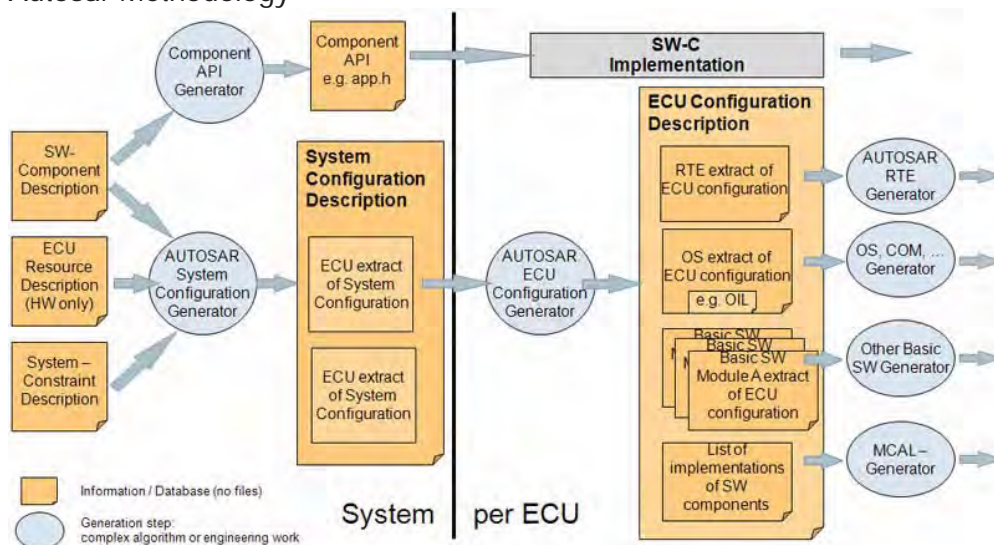 Autosar Methodology
Component
API
Generator
Component
API
e.g. app.h
SW-C
Implementation
SW-
Component
Description
ECU
Resource
Description
(HW only)
System –
Constraint
Description
AUTOSAR
System
Configuration
Generator
System
Configuration
Description
ECU extract
of System
Configuration
ECU extract
of System
Configuration
AUTOSAR
ECU
Configuration
Generator
ECU Configuration
Description
RTE extract of
ECU configuration
OS extract of
ECU configuration
e.g. OIL
Basic SW
Basic SW
Basic SW
Module A extract
of ECU
configuration
List of
implementations
of SW
components
AUTOSAR
RTE
Generator
OS, COM, ...
Generator
Other Basic
SW Generator
MCAL –
Generator
Information / Database (no files)
Generation step:
complex algorithm or engineering work
System
per ECU